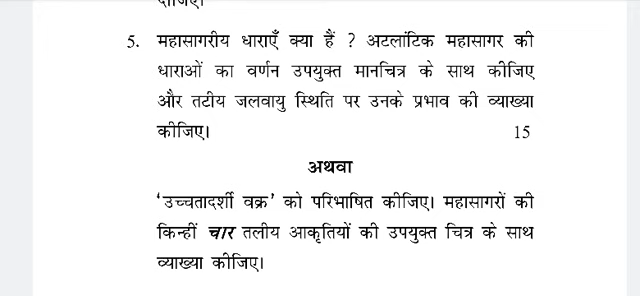 दीजिए।
5. महासागरीय धाराएँ क्या हैं ? अटलांटिक महासागर की
धाराओं का वर्णन उपयुक्त मानचित्र के साथ कीजिए
और तटीय जलवायु स्थिति पर उनके प्रभाव की व्याख्या
कीजिए। 15
अथवा
‘उच्चतादर्शी वक्र’ को परिभाषित कीजिए। महासागरों की
किन्हीं चार तलीय आकृतियों की उपयुक्त चित्र के साथ
व्याख्या कीजिए।